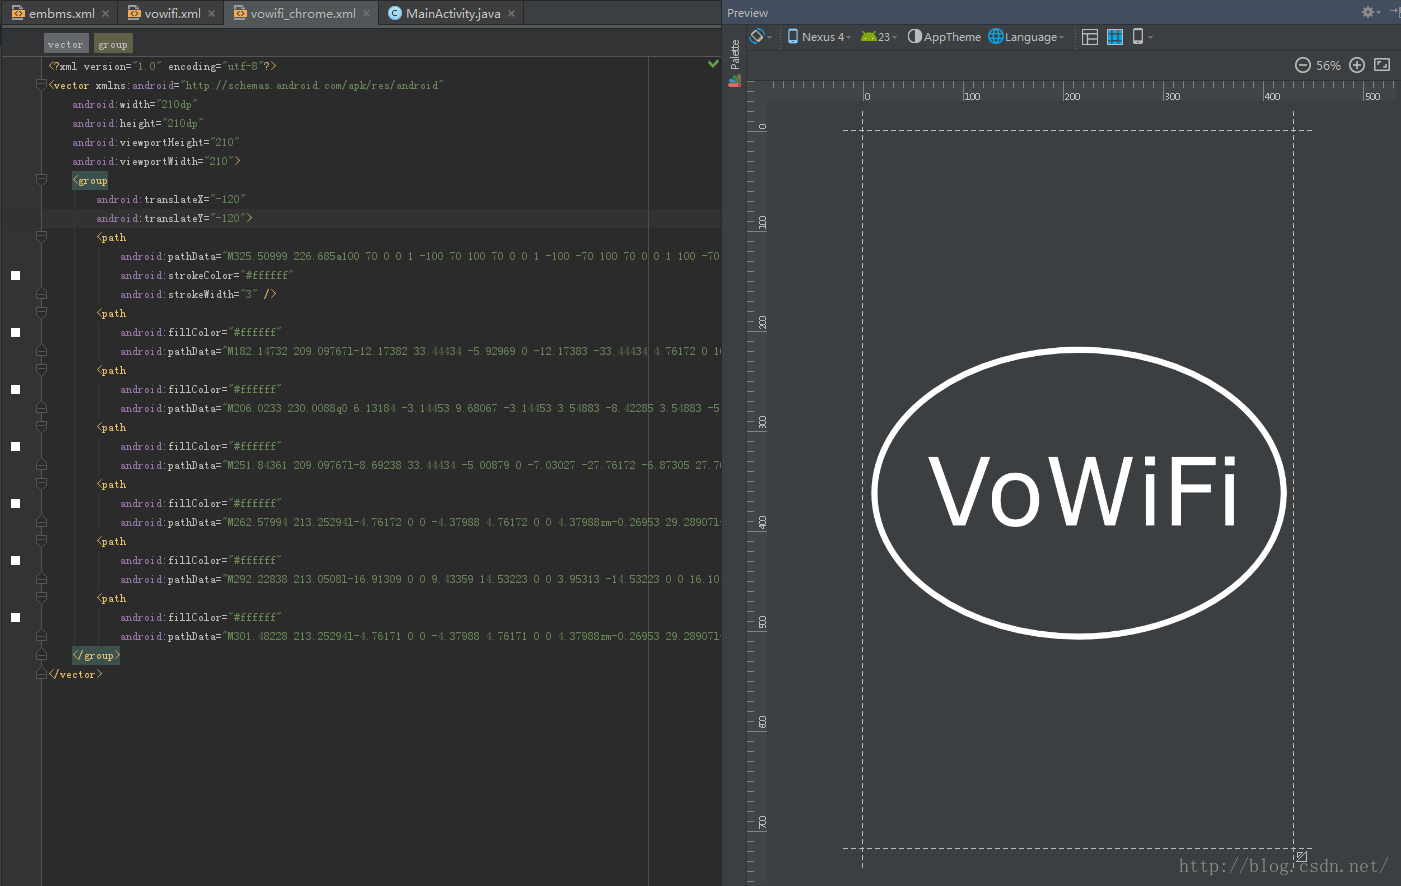 embms.xml
vowifi.xml
vowifi_chrome.xml
MainActivity.java
vector
group
<?xml version="1.0" encoding="utf-8"?>
<vector xmlns:android="http://schemas.android.com/apk/res/android"
android:width="210dp"
android:height="210dp"
android:viewportHeight="210"
android:viewportWidth="210">
<group
android:translateX="-120"
android:translateY="-120">
<path
android:pathData="M325.50999 226.685a100 70 0 0 1 -100 70 100 70 0 0 1 -100 -70 100 70 0 0 1 100 -70
android:strokeColor="#ffffff"
android:strokeWidth="3" />
<path
android:fillColor="#ffffff"
android:pathData="M182.14732 209.09767l-12.17382 33.44434 -5.92969 0 -12.17383 -33.44434 4.76172 0 10
<path
android:fillColor="#ffffff"
android:pathData="M206.0233 230.0088q0 6.13184 -3.14453 9.68067 -3.14453 3.54883 -8.42285 3.54883 -5
<path
android:fillColor="#ffffff"
android:pathData="M251.84361 209.09767l-8.69238 33.44434 -5.00879 0 -7.03027 -27.76172 -6.87305 27.76
<path
android:fillColor="#ffffff"
android:pathData="M262.57994 213.25294l-4.76172 0 0 -4.37988 4.76172 0 0 4.37988zm-0.26953 29.28907l-
<path
android:fillColor="#ffffff"
android:pathData="M292.22838 213.0508l-16.91309 0 0 9.43359 14.53223 0 0 3.95313 -14.53223 0 0 16.10
<path
android:fillColor="#ffffff"
android:pathData="M301.48228 213.25294l-4.76171 0 0 -4.37988 4.76171 0 0 4.37988zm-0.26953 29.28907l-
</group>
</vector>
Preview
Palette
Nexus 4
23
AppTheme
Language
56%
0
100
200
300
400
500
0
100
200
300
400
500
600
700
VoWiFi
http://blog.csdn.net/